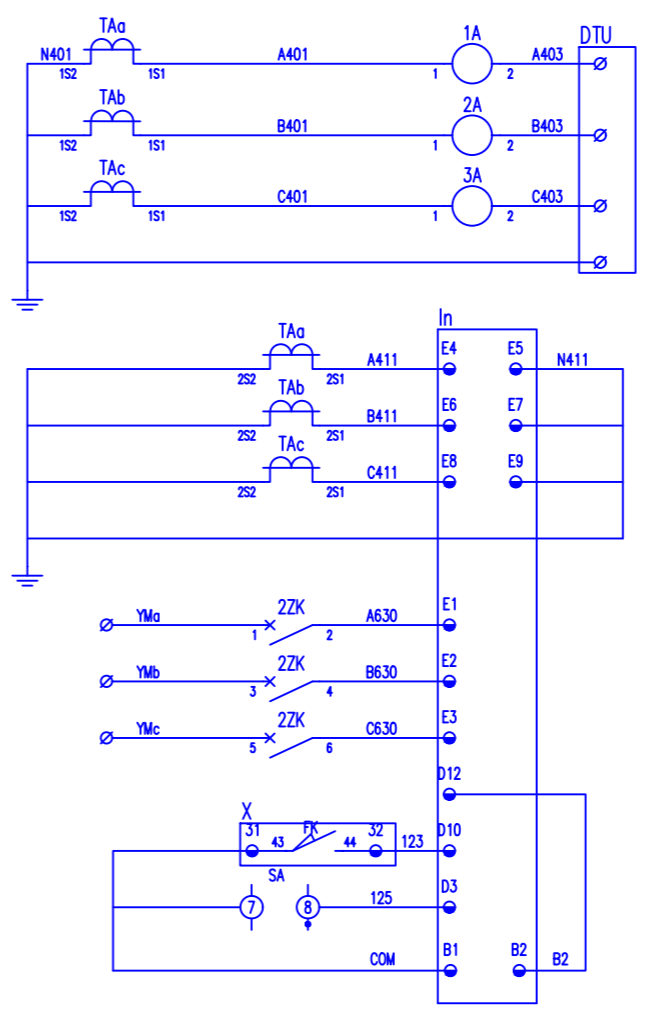 TAa 1A DTU
N401 A401 A403
1S2 1S1 1 2
TAb 2A
B401 B403
1S2 1S1 1 2
TAc 3A
C401 C403
1S2 1S1 1 2
In
TAa A411 E4 E5 N411
2S2 2S1
TAb B411 E6 E7
2S2 2S1
TAc C411 E8 E9
2S2 2S1
YMa 2ZK A630 E1
1 2
YMb 2ZK B630 E2
3 4
YMc 2ZK C630 E3
5 6
D12
X
31 43 FK 44 32 123 D10
SA
7 8 125 D3
COM B1 B2 B2